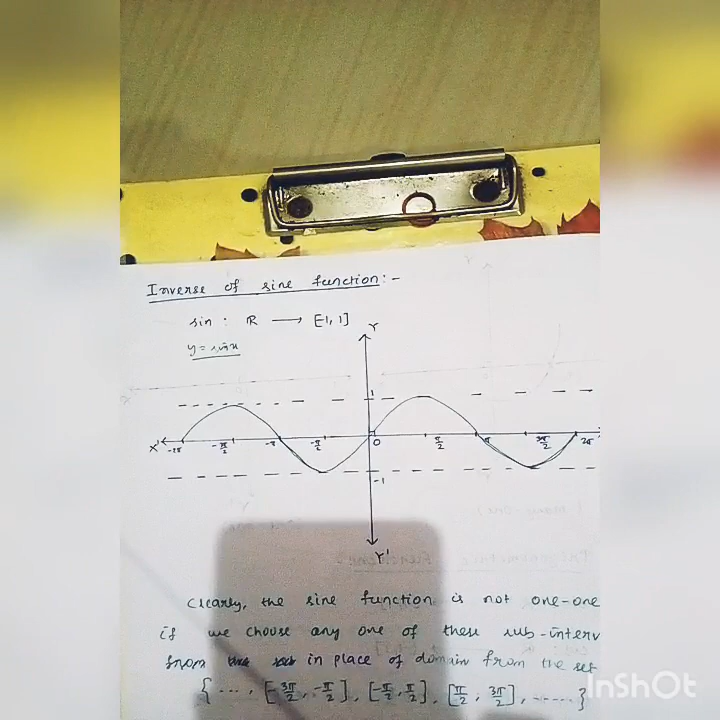 Inverse of sine function:-
sin : R → [-1, 1]
y = sin x
Y
1
X' -2π -3π/2 -π -π/2 0 π/2 π 3π/2 2π
-1
Y'
Clearly, the sine function is not one-one
if we choose any one of these sub-interv
from the in place of domain from the set
{ ..., [-3π/2, -π/2], [-π/2, π/2], [π/2, 3π/2], ..... }
InShOt